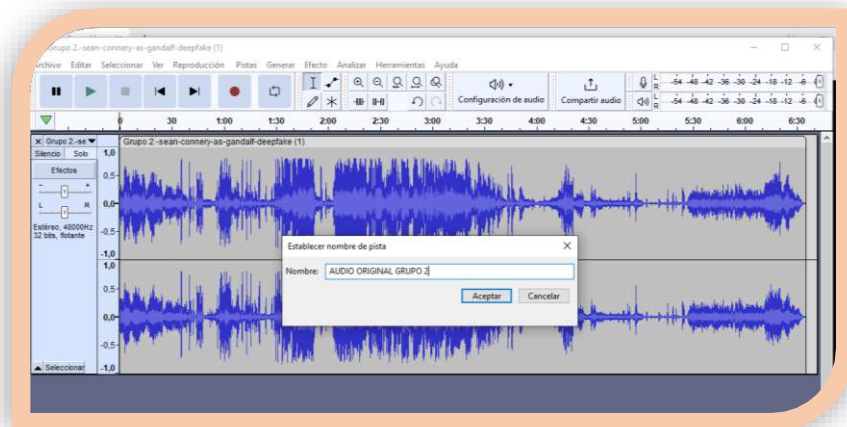 Grupo 2.-sean-connery-as-gandalf-deepfake (1)
Archivo Editar Seleccionar Ver Reproducción Pistas Generar Efecto Analizar Herramientas Ayuda
Configuración de audio Compartir audio
L R -54 -48 -42 -36 -30 -24 -18 -12 -6
L R -54 -48 -42 -36 -30 -24 -18 -12 -6
0 30 1:00 1:30 2:00 2:30 3:00 3:30 4:00 4:30 5:00 5:30 6:00 6:30
Grupo 2.-se
Grupo 2.-sean-connery-as-gandalf-deepfake (1)
Silencio Solo
Efectos
- +
L R
Estéreo, 48000Hz
32 bits, flotante
Seleccionar
1,0
0,5
0,0
-0,5
-1,0
1,0
0,5
0,0
-0,5
-1,0
Establecer nombre de pista
Nombre: AUDIO ORIGINAL GRUPO 2
Aceptar Cancelar